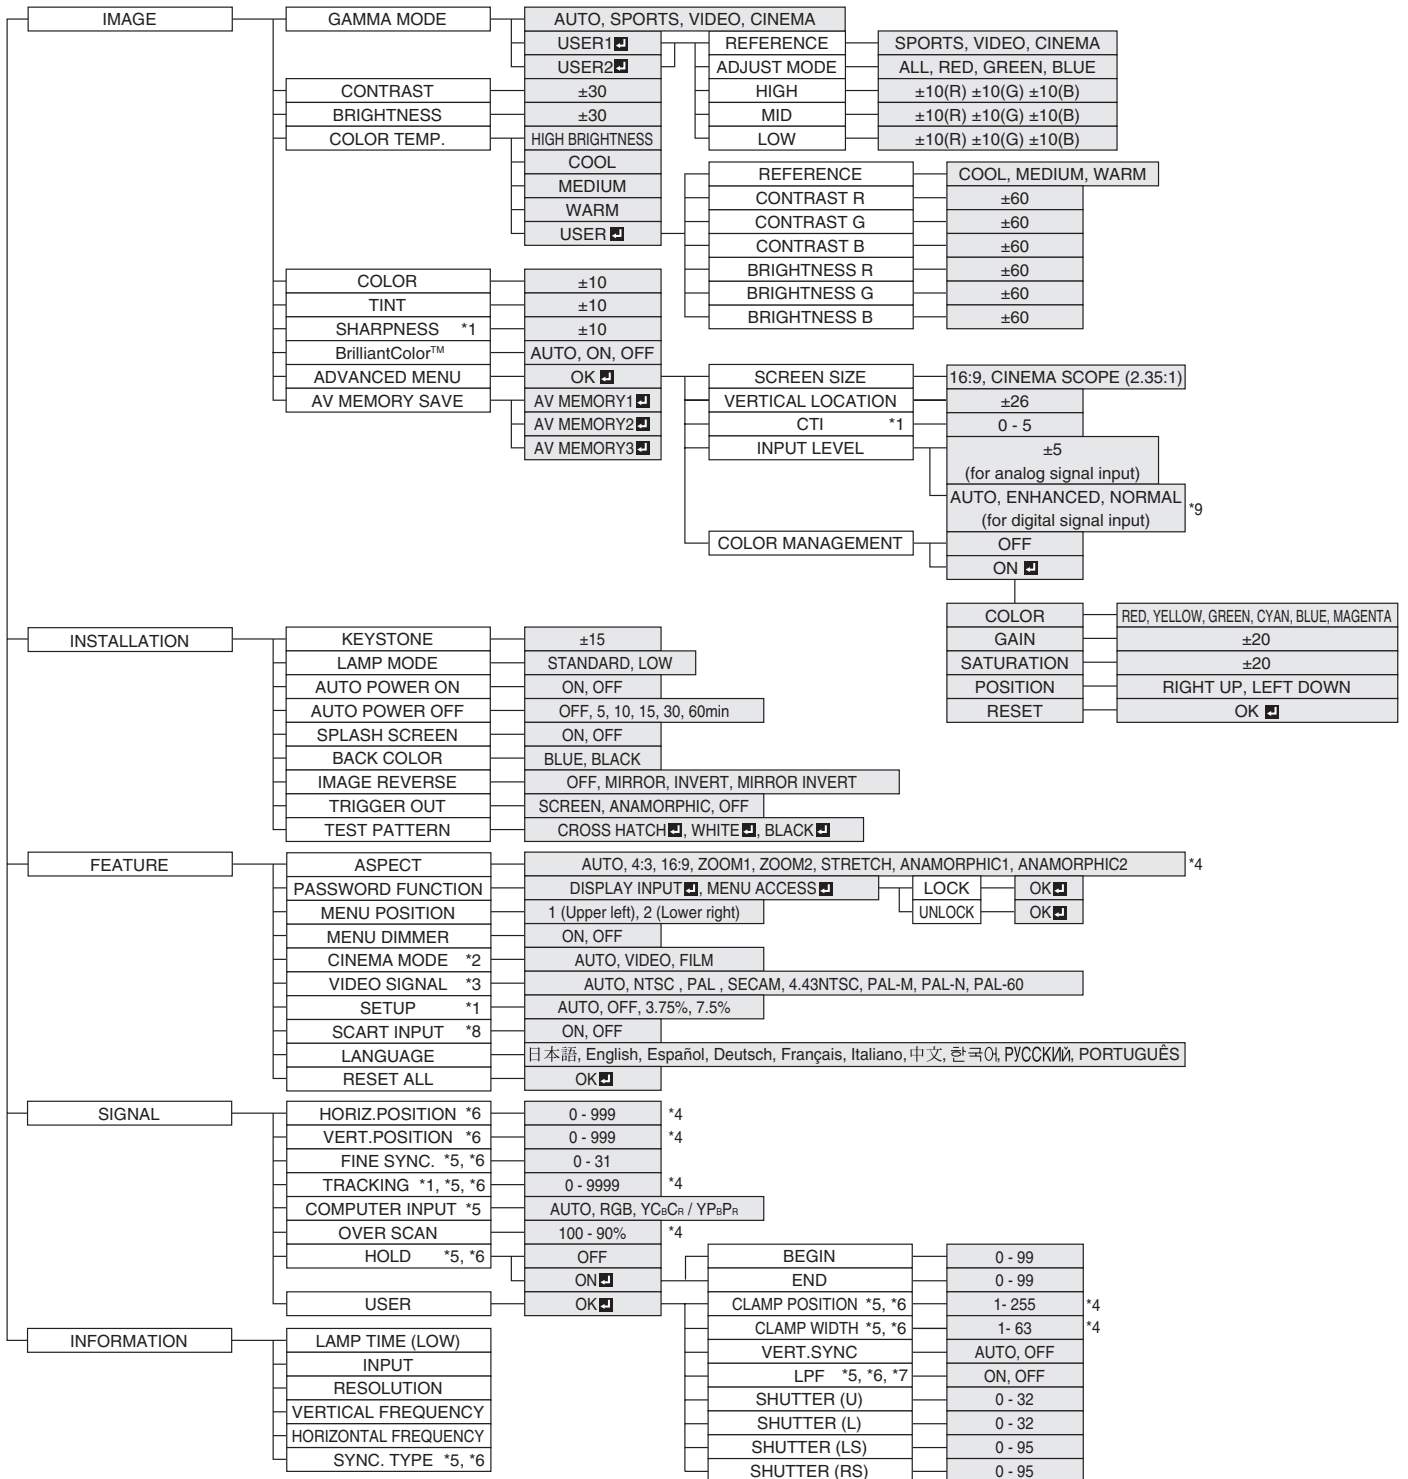 IMAGE GAMMA MODE AUTO, SPORTS, VIDEO, CINEMA
USER1 REFERENCE SPORTS, VIDEO, CINEMA
USER2 ADJUST MODE ALL, RED, GREEN, BLUE
CONTRAST ±30 HIGH ±10(R) ±10(G) ±10(B)
BRIGHTNESS ±30 MID ±10(R) ±10(G) ±10(B)
COLOR TEMP. HIGH BRIGHTNESS LOW ±10(R) ±10(G) ±10(B)
COOL
REFERENCE COOL, MEDIUM, WARM
MEDIUM CONTRAST R ±60
WARM CONTRAST G ±60
USER CONTRAST B ±60
BRIGHTNESS R ±60
COLOR ±10 BRIGHTNESS G ±60
TINT ±10 BRIGHTNESS B ±60
SHARPNESS *1 ±10
BrilliantColor™ AUTO, ON, OFF
ADVANCED MENU OK SCREEN SIZE 16:9, CINEMA SCOPE (2.35:1)
AV MEMORY SAVE AV MEMORY1 VERTICAL LOCATION ±26
AV MEMORY2 CTI *1 0 - 5
AV MEMORY3 INPUT LEVEL ±5
(for analog signal input)
AUTO, ENHANCED, NORMAL
(for digital signal input) *9
COLOR MANAGEMENT OFF
ON
COLOR RED, YELLOW, GREEN, CYAN, BLUE, MAGENTA
INSTALLATION KEYSTONE ±15 GAIN ±20
LAMP MODE STANDARD, LOW SATURATION ±20
AUTO POWER ON ON, OFF POSITION RIGHT UP, LEFT DOWN
AUTO POWER OFF OFF, 5, 10, 15, 30, 60min RESET OK
SPLASH SCREEN ON, OFF
BACK COLOR BLUE, BLACK
IMAGE REVERSE OFF, MIRROR, INVERT, MIRROR INVERT
TRIGGER OUT SCREEN, ANAMORPHIC, OFF
TEST PATTERN CROSS HATCH, WHITE, BLACK
FEATURE ASPECT AUTO, 4:3, 16:9, ZOOM1, ZOOM2, STRETCH, ANAMORPHIC1, ANAMORPHIC2 *4
PASSWORD FUNCTION DISPLAY INPUT, MENU ACCESS LOCK OK
MENU POSITION 1 (Upper left), 2 (Lower right) UNLOCK OK
MENU DIMMER ON, OFF
CINEMA MODE *2 AUTO, VIDEO, FILM
VIDEO SIGNAL *3 AUTO, NTSC , PAL , SECAM, 4.43NTSC, PAL-M, PAL-N, PAL-60
SETUP *1 AUTO, OFF, 3.75%, 7.5%
SCART INPUT *8 ON, OFF
LANGUAGE 日本語, English, Español, Deutsch, Français, Italiano, 中文, 한국어, РУССКИЙ, PORTUGUÊS
RESET ALL OK
SIGNAL HORIZ.POSITION *6 0 - 999 *4
VERT.POSITION *6 0 - 999 *4
FINE SYNC. *5, *6 0 - 31
TRACKING *1, *5, *6 0 - 9999 *4
COMPUTER INPUT *5 AUTO, RGB, YCBCR / YPBPR
OVER SCAN 100 - 90% *4
HOLD *5, *6 OFF BEGIN 0 - 99
ON END 0 - 99
USER OK CLAMP POSITION *5, *6 1- 255 *4
CLAMP WIDTH *5, *6 1- 63 *4
INFORMATION LAMP TIME (LOW) VERT.SYNC AUTO, OFF
INPUT LPF *5, *6, *7 ON, OFF
RESOLUTION SHUTTER (U) 0 - 32
VERTICAL FREQUENCY SHUTTER (L) 0 - 32
HORIZONTAL FREQUENCY SHUTTER (LS) 0 - 95
SYNC. TYPE *5, *6 SHUTTER (RS) 0 - 95